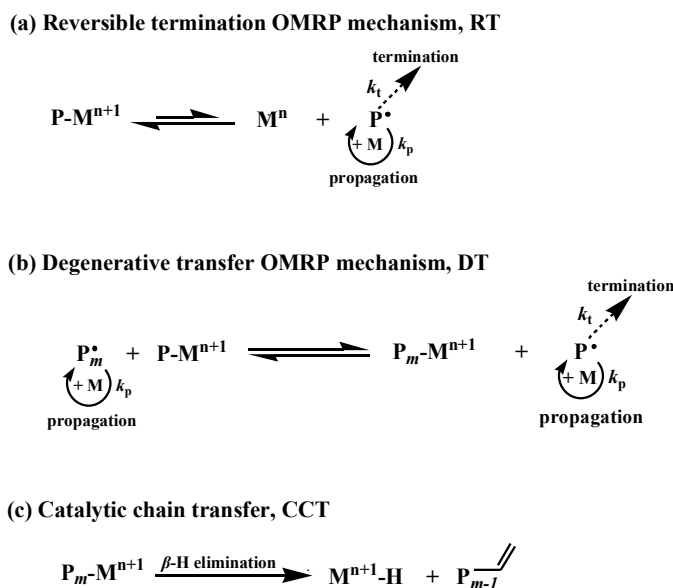 (a) Reversible termination OMRP mechanism, RT
termination
kt
P-Mn+1 Mn + P•
+ M kp
propagation
(b) Degenerative transfer OMRP mechanism, DT
termination
kt
P•m + P-Mn+1 Pm-Mn+1 + P•
+ M kp + M kp
propagation propagation
(c) Catalytic chain transfer, CCT
Pm-Mn+1 β-H elimination Mn+1-H + Pm-1